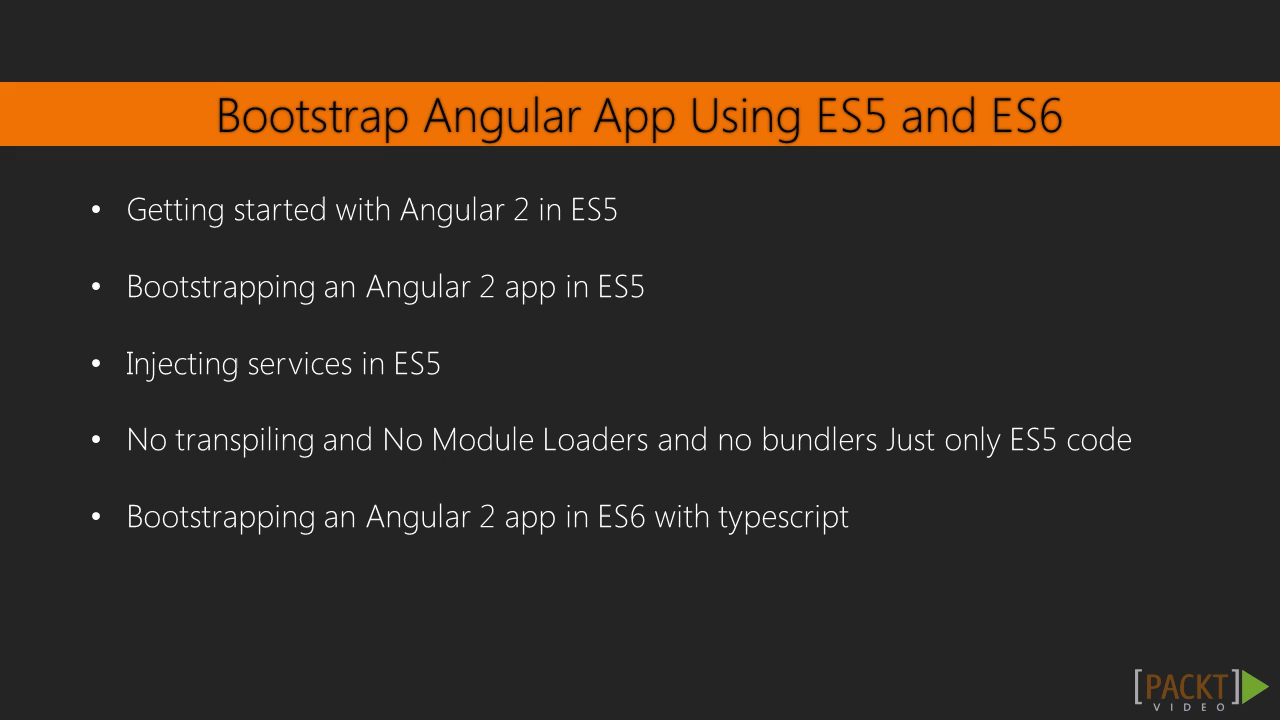 Bootstrap Angular App Using ES5 and ES6
• Getting started with Angular 2 in ES5
• Bootstrapping an Angular 2 app in ES5
• Injecting services in ES5
• No transpiling and No Module Loaders and no bundlers Just only ES5 code
• Bootstrapping an Angular 2 app in ES6 with typescript
[PACKT]
VIDEO